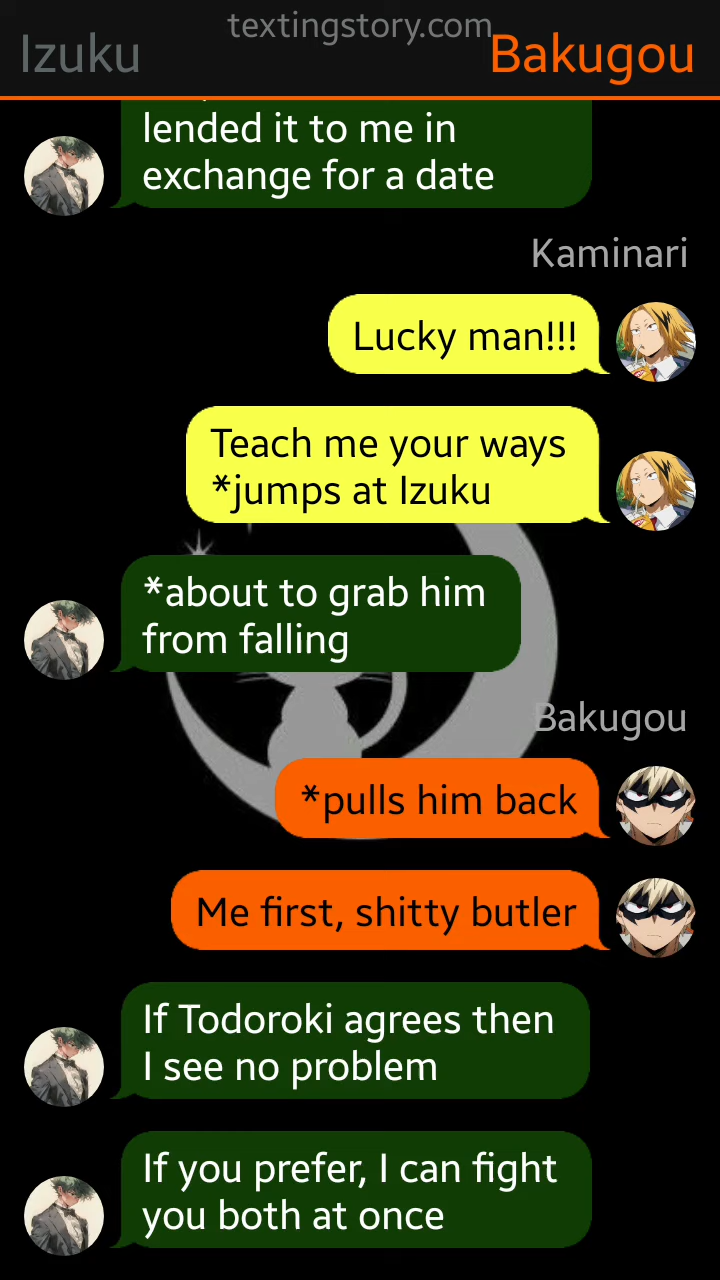 textingstory.com
Izuku
Bakugou
lended it to me in
exchange for a date
Kaminari
Lucky man!!!
Teach me your ways
*jumps at Izuku
*about to grab him
from falling
Bakugou
*pulls him back
Me first, shitty butler
If Todoroki agrees then
I see no problem
If you prefer, I can fight
you both at once